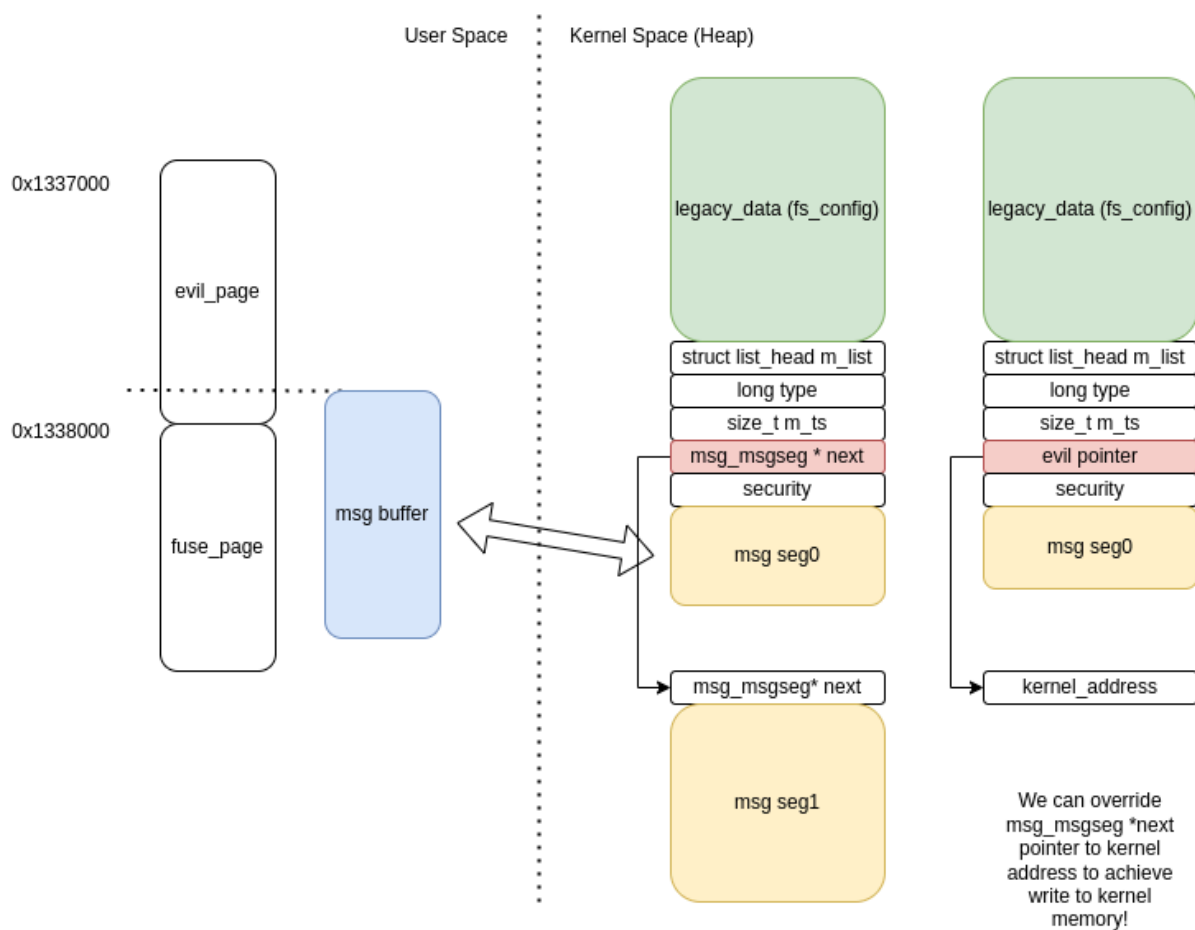 User Space
Kernel Space (Heap)
0x1337000
evil_page
0x1338000
fuse_page
msg buffer
legacy_data (fs_config)
struct list_head m_list
long type
size_t m_ts
msg_msgseg * next
security
msg seg0
msg_msgseg* next
msg seg1
legacy_data (fs_config)
struct list_head m_list
long type
size_t m_ts
evil pointer
security
msg seg0
kernel_address
We can override
msg_msgseg *next
pointer to kernel
address to achieve
write to kernel
memory!